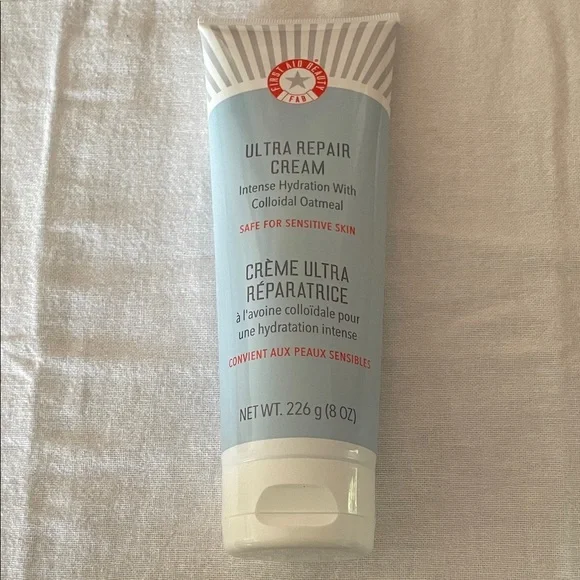 FIRST AID BEAUTY
FAB
ULTRA REPAIR
CREAM
Intense Hydration With
Colloidal Oatmeal
SAFE FOR SENSITIVE SKIN
CRÈME ULTRA
RÉPARATRICE
à l'avoine colloïdale pour
une hydratation intense
CONVIENT AUX PEAUX SENSIBLES
NET WT. 226 g (8 OZ)